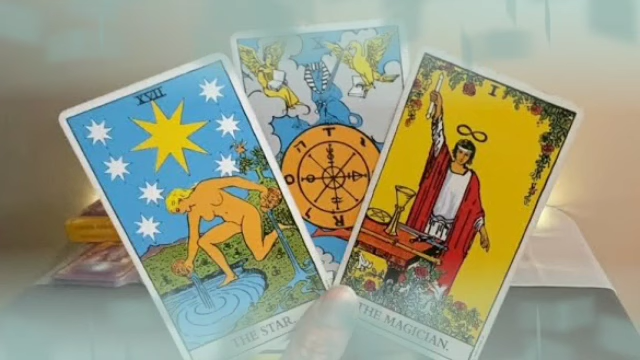 XVII
THE STAR.
X
I
THE MAGICIAN.